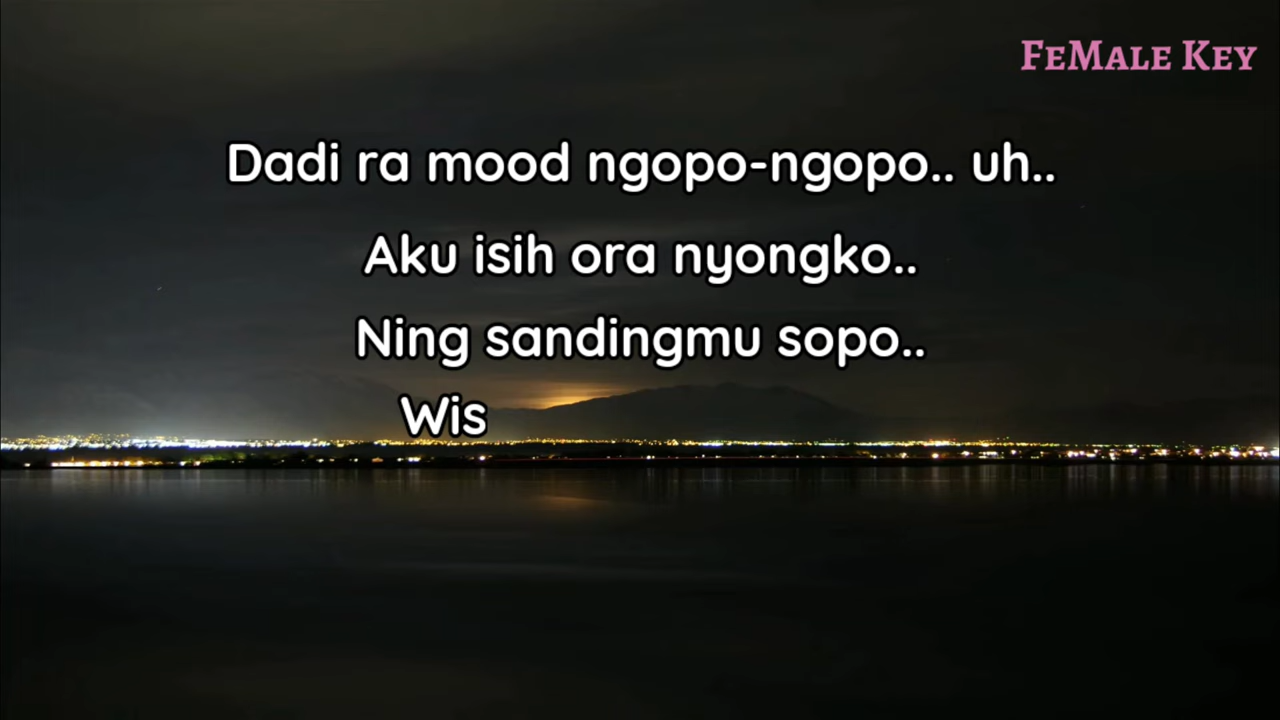 FeMale Key
Dadi ra mood ngopo-ngopo.. uh..
Aku isih ora nyongko..
Ning sandingmu sopo..
Wis